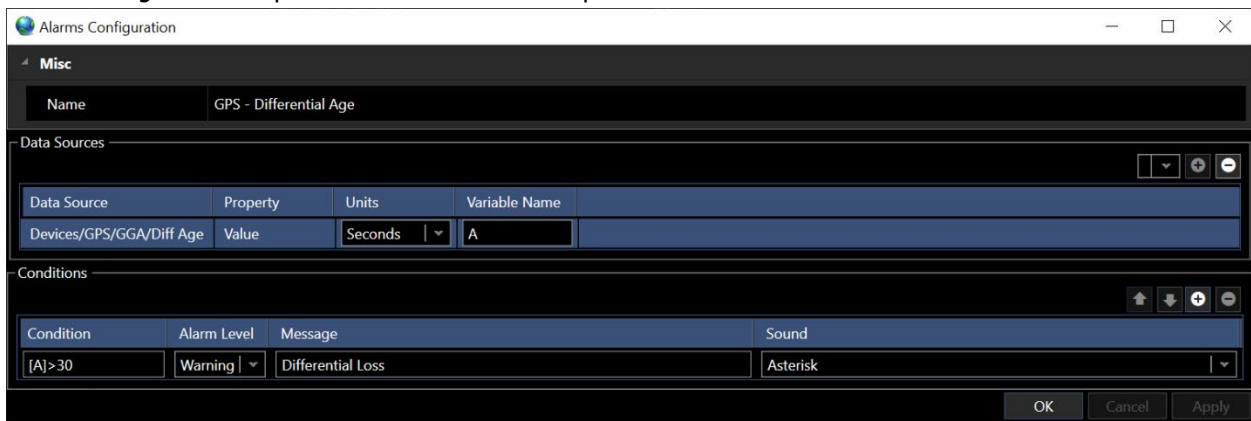 Alarms Configuration
Misc
Name GPS - Differential Age
Data Sources
Data Source Property Units Variable Name
Devices/GPS/GGA/Diff Age Value Seconds A
Conditions
Condition Alarm Level Message Sound
[A]>30 Warning Differential Loss Asterisk
OK Cancel Apply